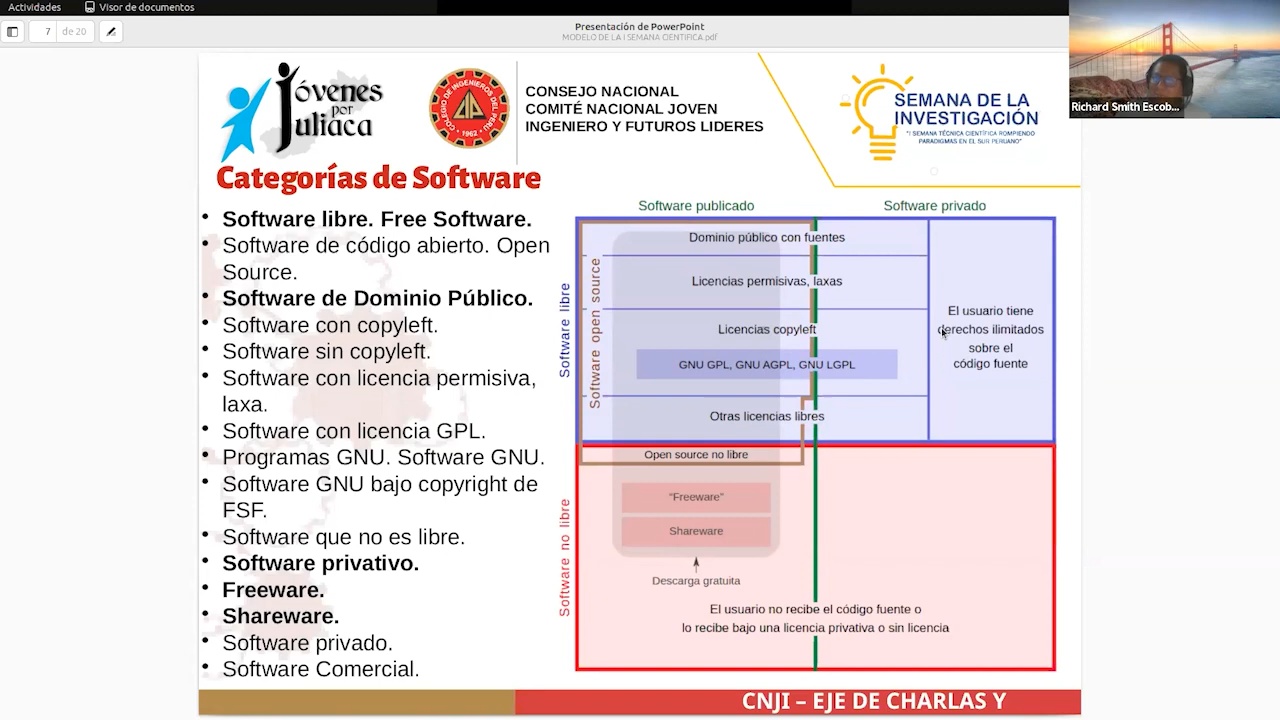 Actividades
Visor de documentos
7
de 20
Presentación de PowerPoint
MODELO DE LA I SEMANA CIENTIFICA.pdf
Richard Smith Escob...
Jóvenes
por
Juliaca
COLEGIO DE INGENIEROS DEL PERU
1962
CONSEJO NACIONAL
COMITÉ NACIONAL JOVEN
INGENIERO Y FUTUROS LIDERES
SEMANA DE LA
INVESTIGACIÓN
"I SEMANA TÉCNICA CIENTÍFICA ROMPIENDO
PARADIGMAS EN EL SUR PERUANO"
Categorías de Software
• Software libre. Free Software.
• Software de código abierto. Open
Source.
• Software de Dominio Público.
• Software con copyleft.
• Software sin copyleft.
• Software con licencia permisiva,
laxa.
• Software con licencia GPL.
• Programas GNU. Software GNU.
• Software GNU bajo copyright de
FSF.
• Software que no es libre.
• Software privativo.
• Freeware.
• Shareware.
• Software privado.
• Software Comercial.
Software publicado
Software privado
Software libre
Software open source
Dominio público con fuentes
Licencias permisivas, laxas
Licencias copyleft
GNU GPL, GNU AGPL, GNU LGPL
Otras licencias libres
El usuario tiene
derechos ilimitados
sobre el
código fuente
Open source no libre
Software no libre
“Freeware”
Shareware
Descarga gratuita
El usuario no recibe el código fuente o
lo recibe bajo una licencia privativa o sin licencia
CNJI – EJE DE CHARLAS Y